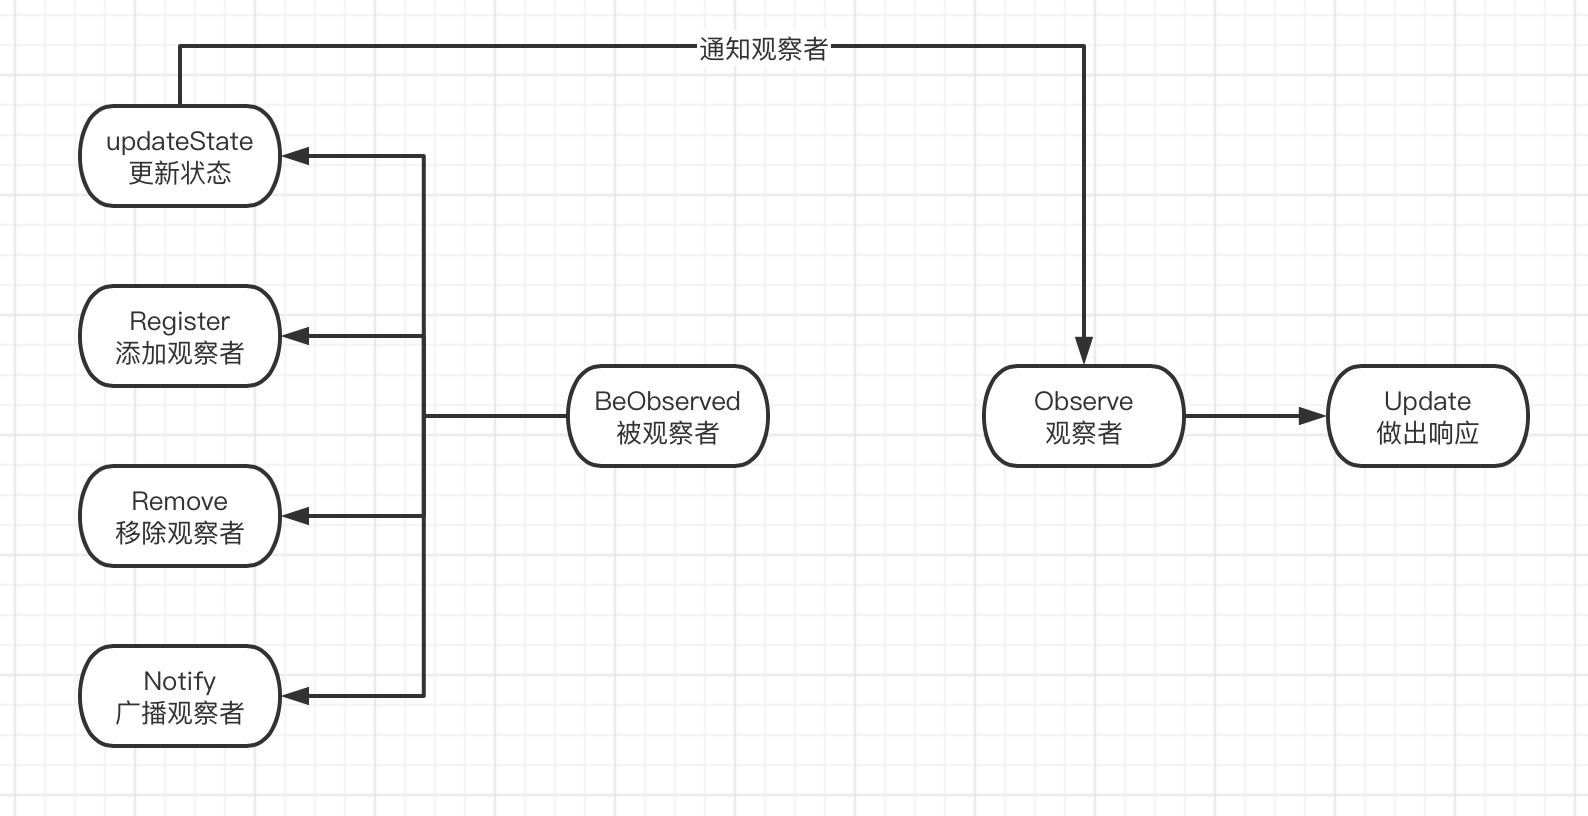 通知观察者
updateState
更新状态
Register
添加观察者
BeObserved
被观察者
Observe
观察者
Update
做出响应
Remove
移除观察者
Notify
广播观察者